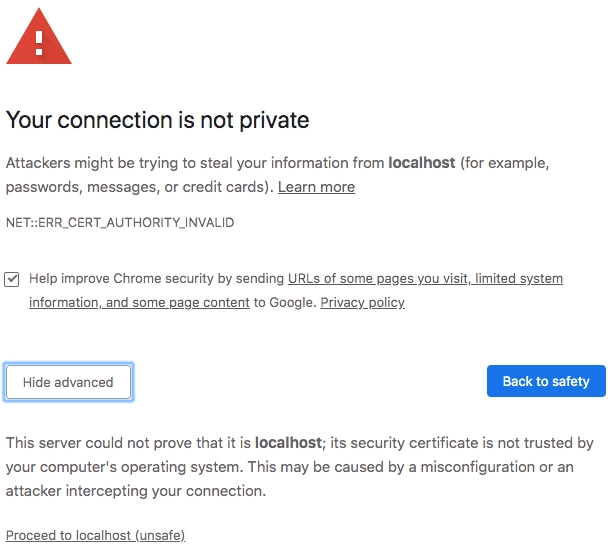 Your connection is not private
Attackers might be trying to steal your information from localhost (for example,
passwords, messages, or credit cards). Learn more
NET::ERR_CERT_AUTHORITY_INVALID
Help improve Chrome security by sending URLs of some pages you visit, limited system
information, and some page content to Google. Privacy policy
Hide advanced
Back to safety
This server could not prove that it is localhost; its security certificate is not trusted by
your computer's operating system. This may be caused by a misconfiguration or an
attacker intercepting your connection.
Proceed to localhost (unsafe)